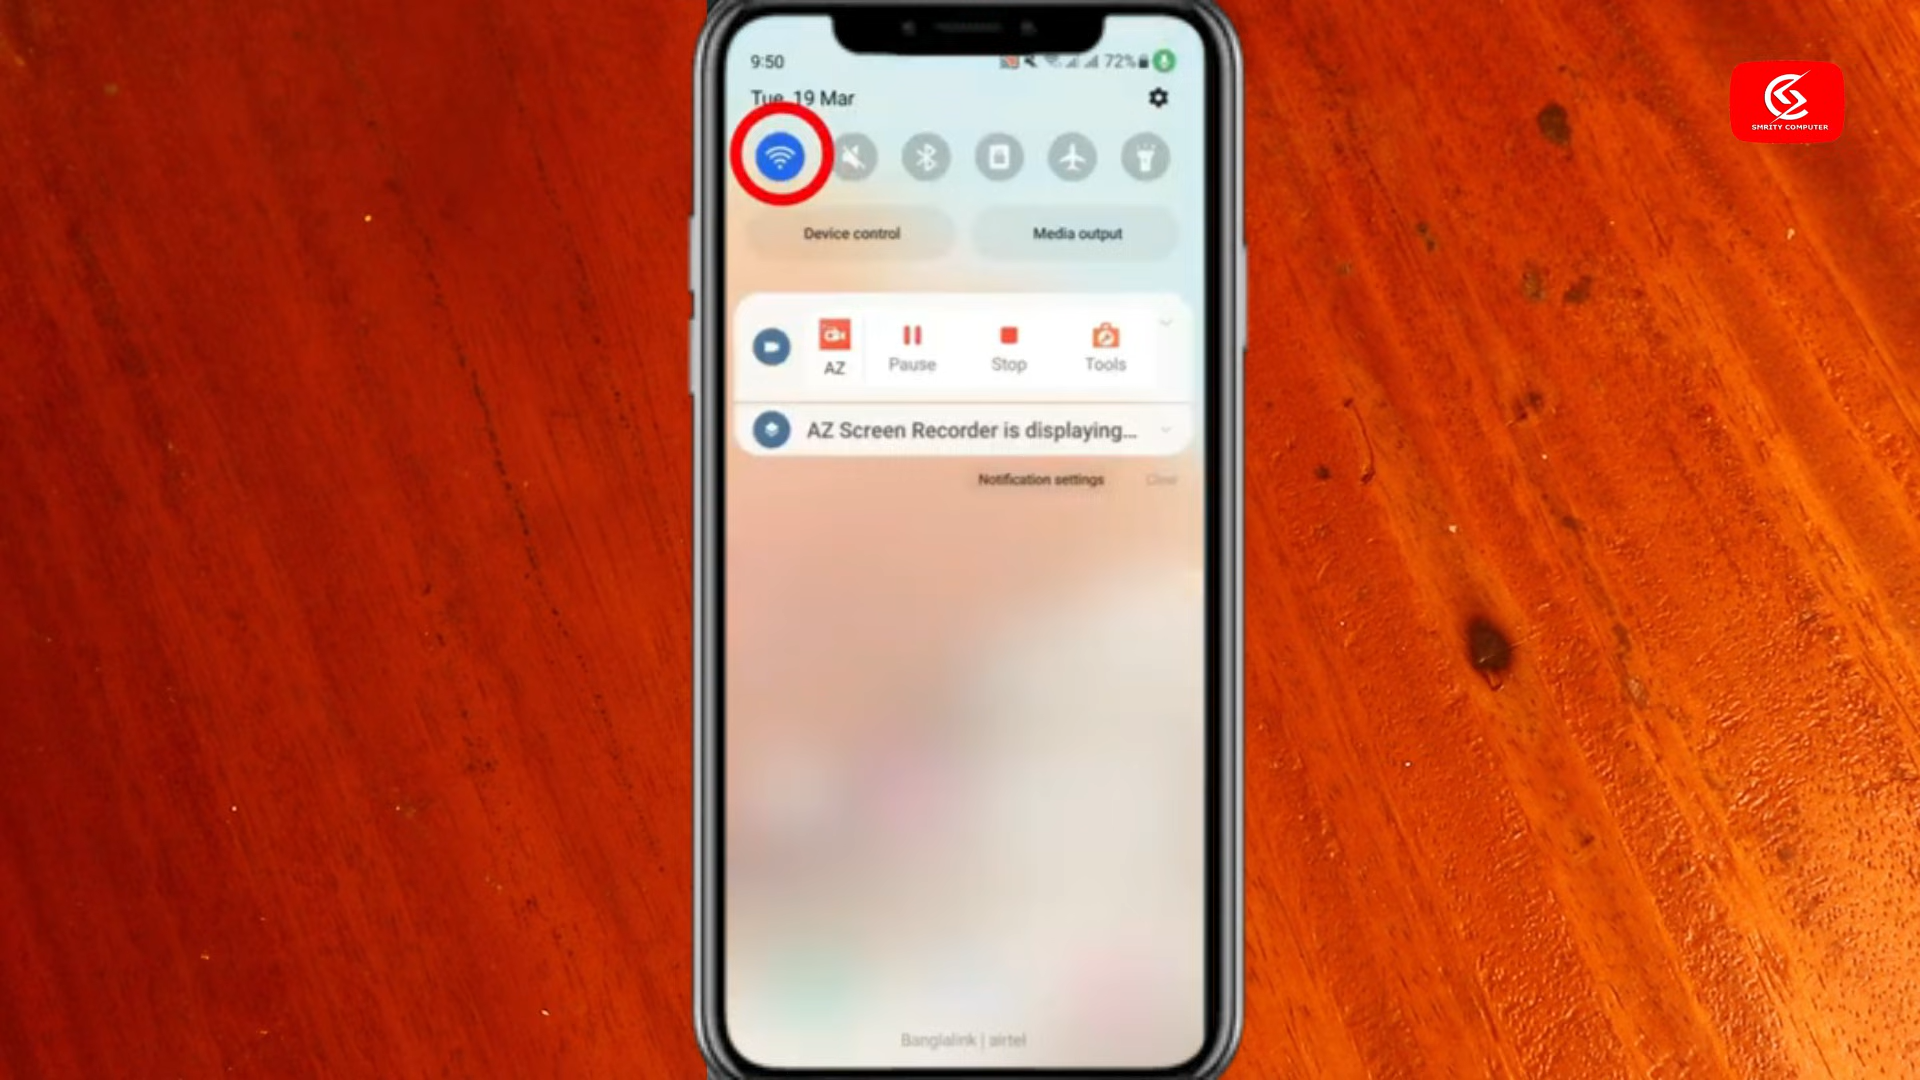 9:50
72%
Tue, 19 Mar
SMRITY COMPUTER
Device control
Media output
AZ
Pause
Stop
Tools
AZ Screen Recorder is displaying...
Notification settings
Clear
Banglalink | airtel